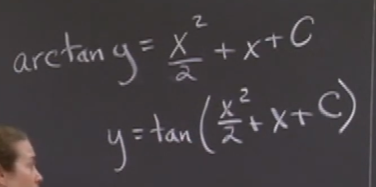 arctan y = x²/2 + x + C
y = tan(x²/2 + x + C)